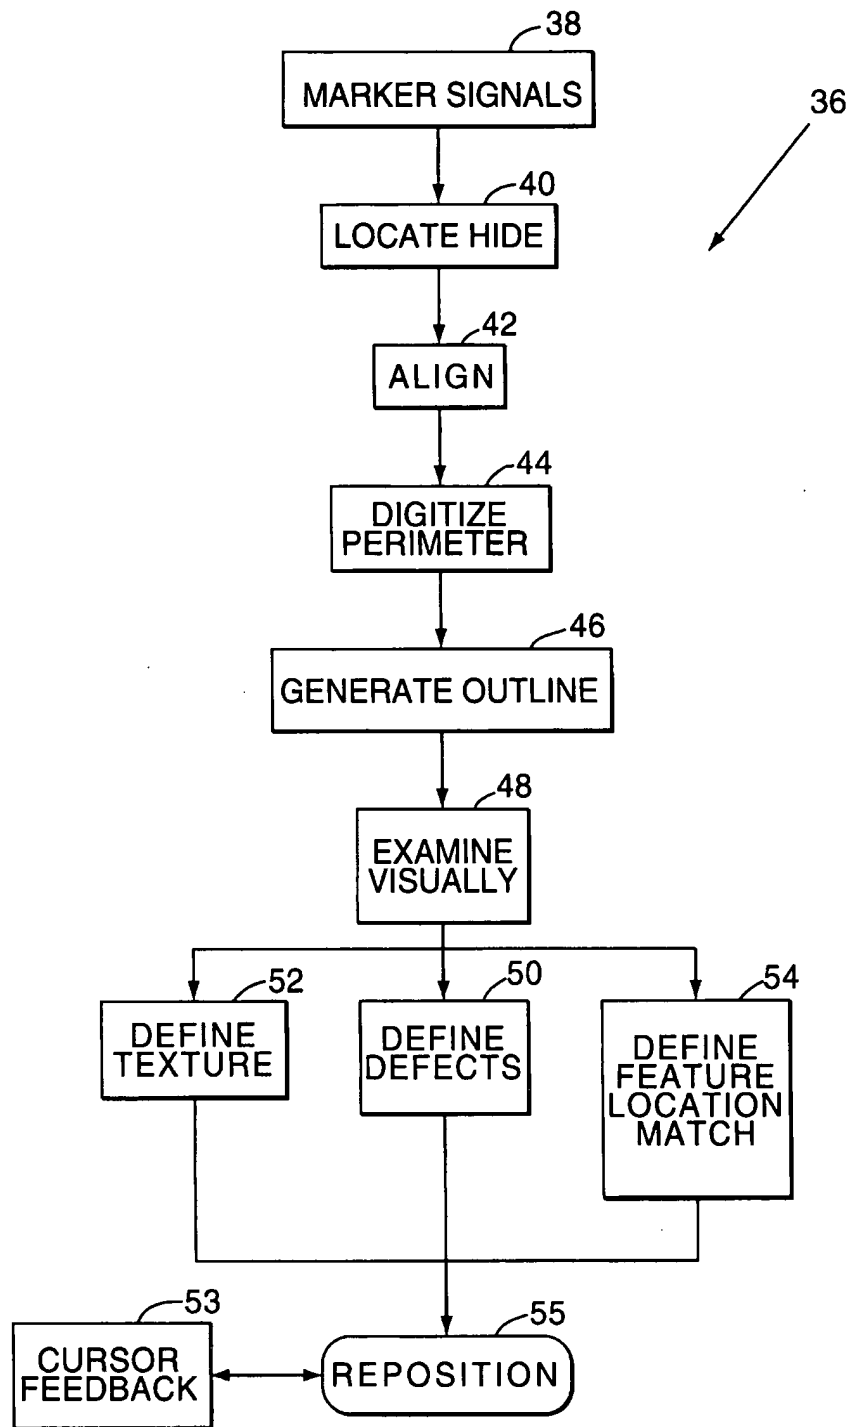 38
MARKER SIGNALS
36
40
LOCATE HIDE
42
ALIGN
44
DIGITIZE
PERIMETER
46
GENERATE OUTLINE
48
EXAMINE
VISUALLY
52
DEFINE
TEXTURE
50
DEFINE
DEFECTS
54
DEFINE
FEATURE
LOCATION
MATCH
53
CURSOR
FEEDBACK
55
REPOSITION